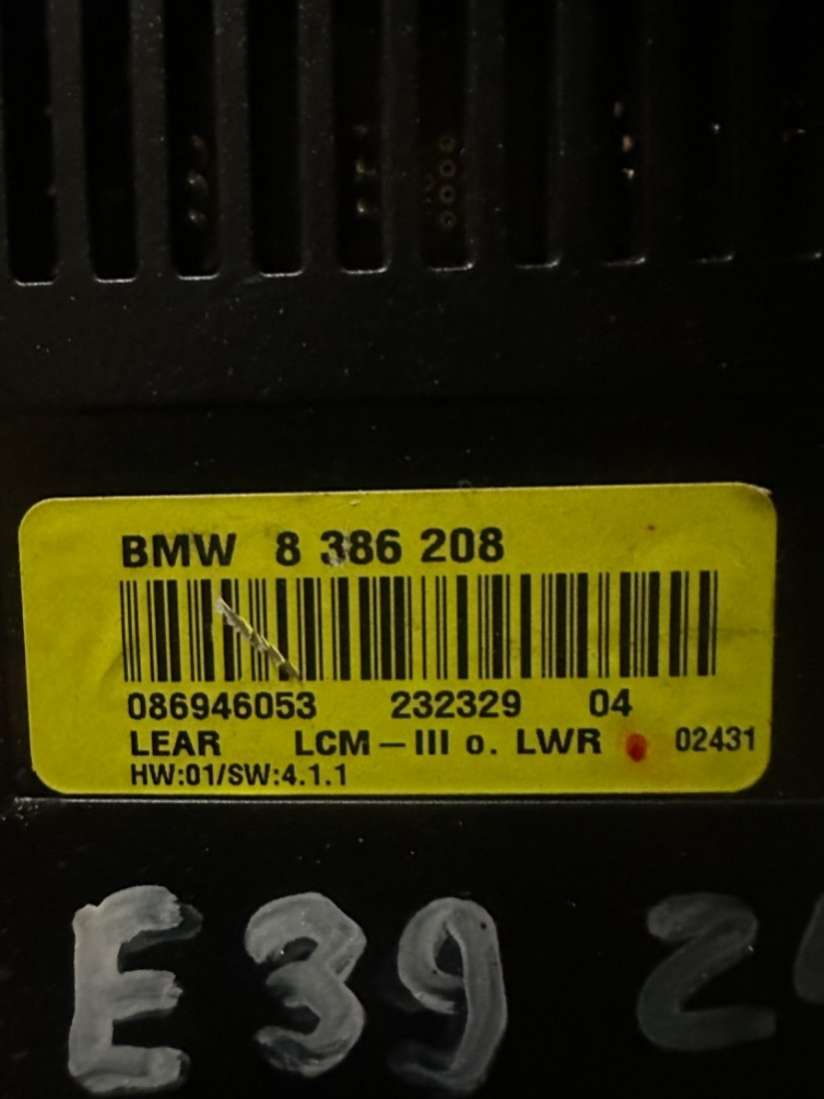 BMW 8 386 208
086946053 232329 04
LEAR LCM-III o. LWR 02431
HW:01/SW:4.1.1
E39 2